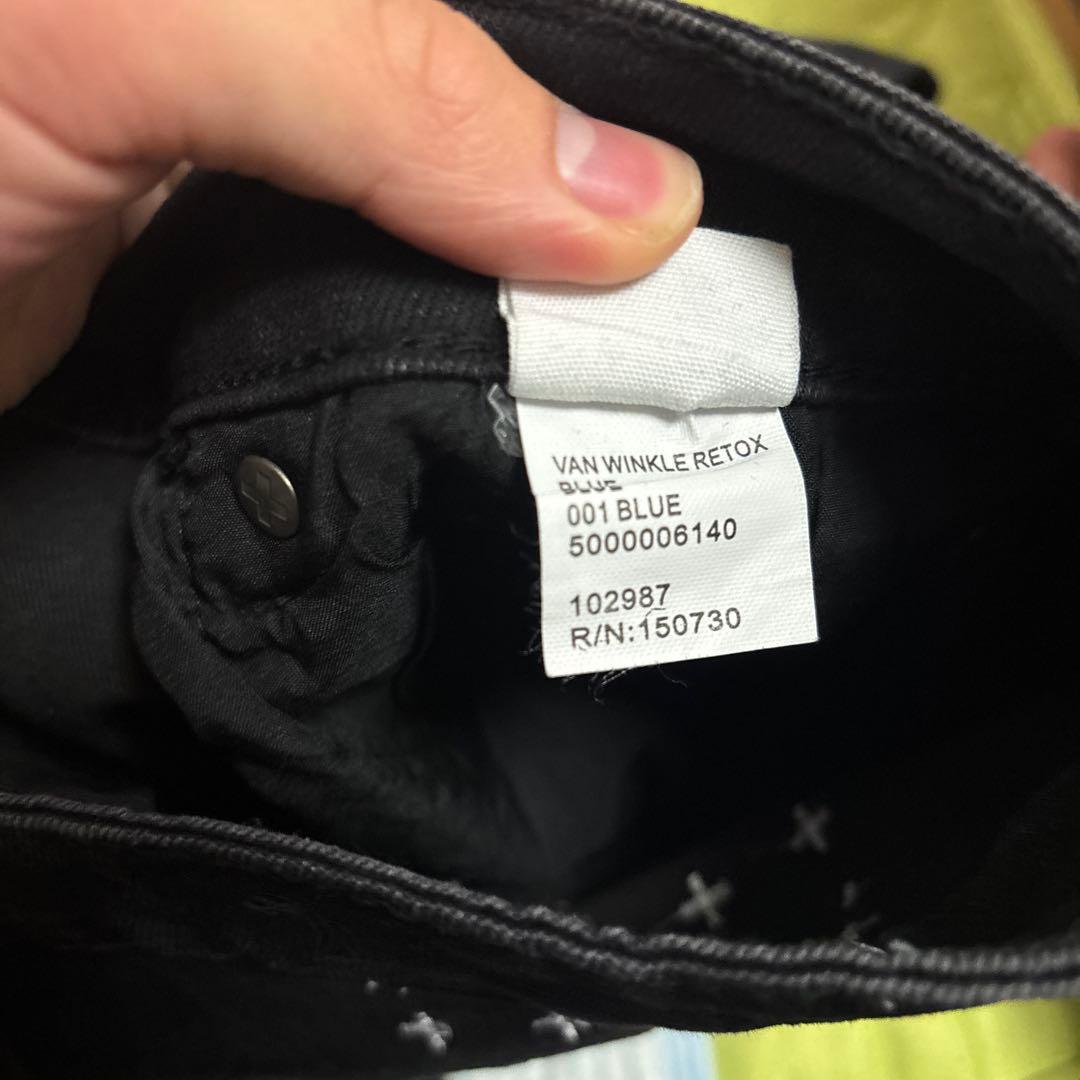 VAN WINKLE RETOX
BLUE
001 BLUE
5000006140
102987
R/N:150730